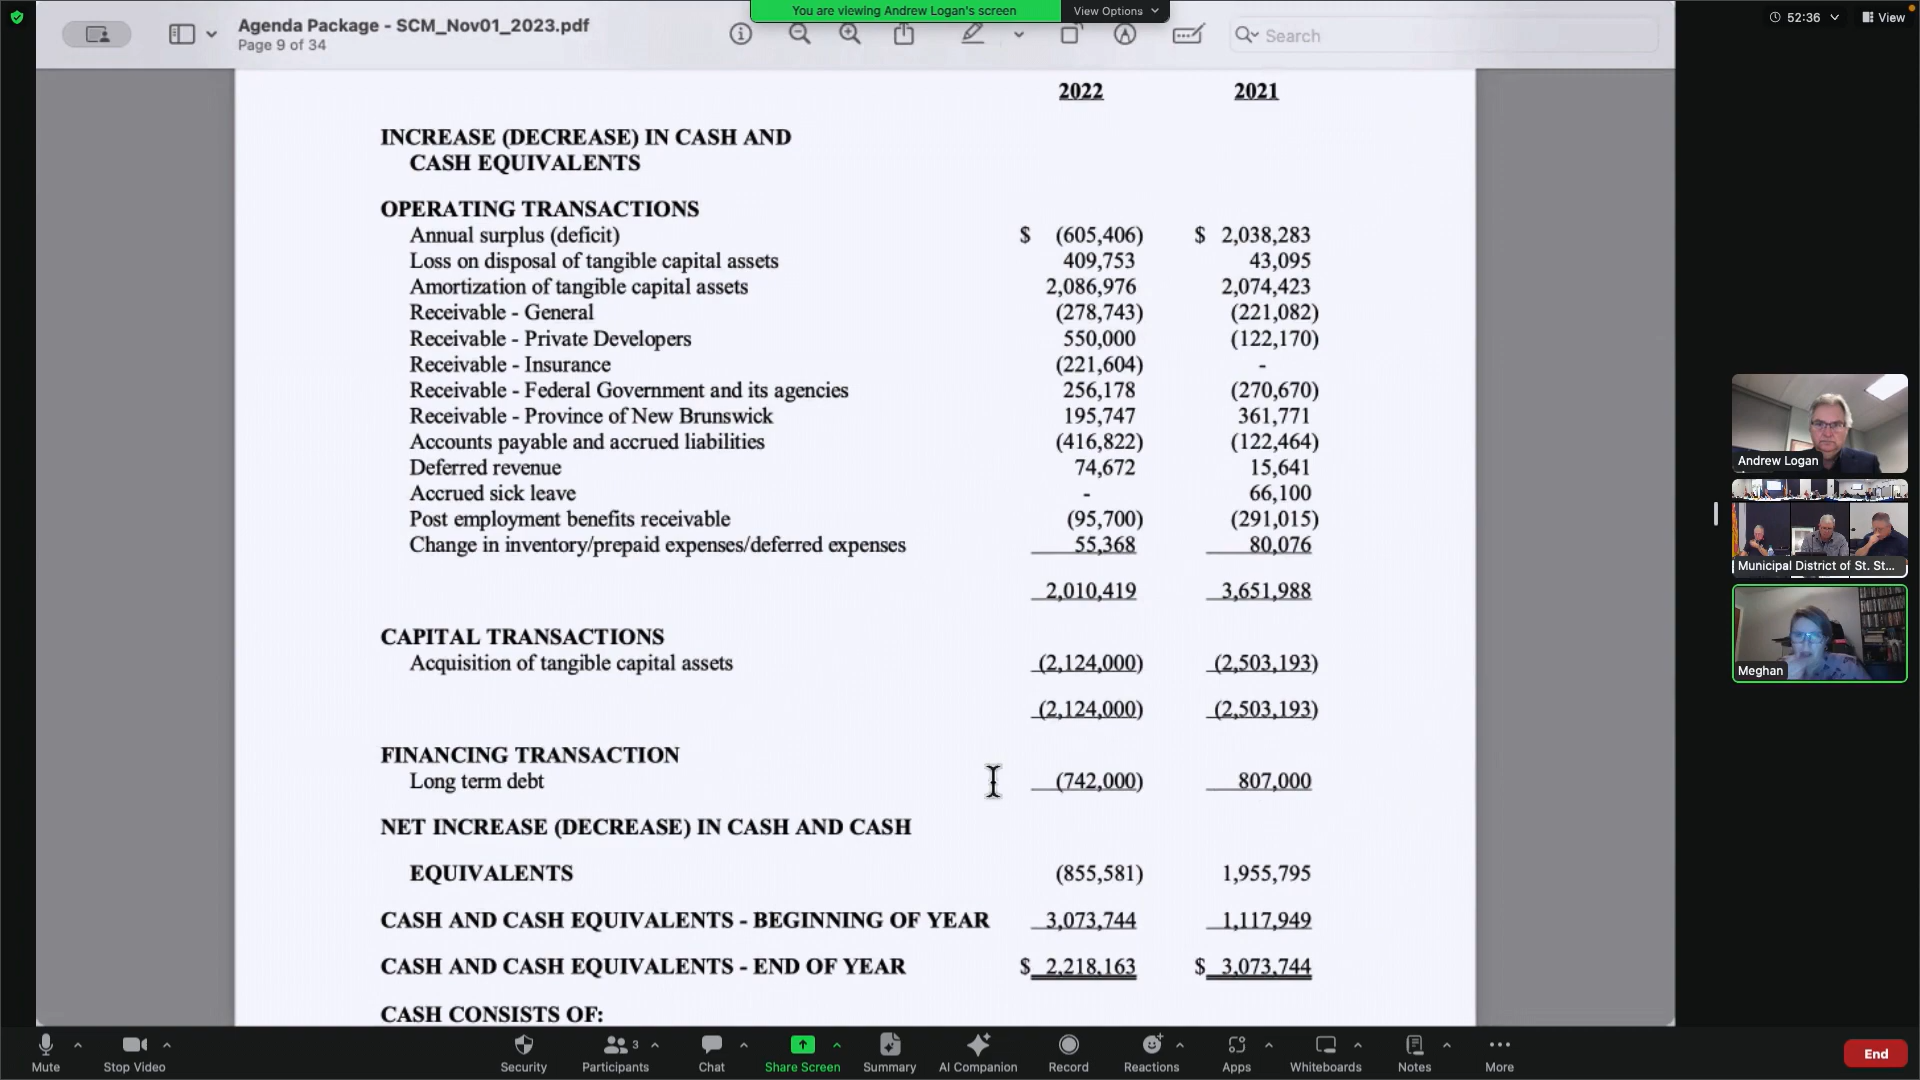 Agenda Package - SCM_Nov01_2023.pdf
Page 9 of 34
You are viewing Andrew Logan's screen
View Options
Search
52:36
View
2022 2021
INCREASE (DECREASE) IN CASH AND
CASH EQUIVALENTS
OPERATING TRANSACTIONS
Annual surplus (deficit) $ (605,406) $ 2,038,283
Loss on disposal of tangible capital assets 409,753 43,095
Amortization of tangible capital assets 2,086,976 2,074,423
Receivable - General (278,743) (221,082)
Receivable - Private Developers 550,000 (122,170)
Receivable - Insurance (221,604) -
Receivable - Federal Government and its agencies 256,178 (270,670)
Receivable - Province of New Brunswick 195,747 361,771
Accounts payable and accrued liabilities (416,822) (122,464)
Deferred revenue 74,672 15,641
Accrued sick leave - 66,100
Post employment benefits receivable (95,700) (291,015)
Change in inventory/prepaid expenses/deferred expenses 55,368 80,076
2,010,419 3,651,988
CAPITAL TRANSACTIONS
Acquisition of tangible capital assets (2,124,000) (2,503,193)
(2,124,000) (2,503,193)
FINANCING TRANSACTION
Long term debt (742,000) 807,000
NET INCREASE (DECREASE) IN CASH AND CASH
EQUIVALENTS (855,581) 1,955,795
CASH AND CASH EQUIVALENTS - BEGINNING OF YEAR 3,073,744 1,117,949
CASH AND CASH EQUIVALENTS - END OF YEAR $ 2,218,163 $ 3,073,744
CASH CONSISTS OF:
Andrew Logan
Municipal District of St. St...
Meghan
Mute
Stop Video
Security
Participants 3
Chat
Share Screen
Summary
AI Companion
Record
Reactions
Apps
Whiteboards
Notes
More
End